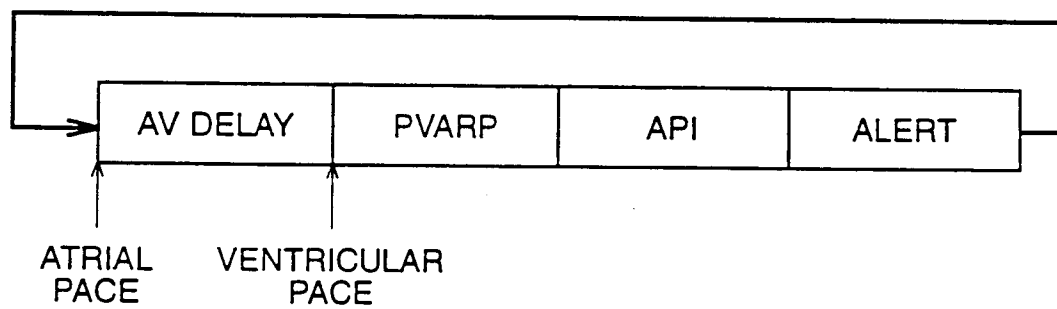 AV DELAY
PVARP
API
ALERT
ATRIAL
PACE
VENTRICULAR
PACE